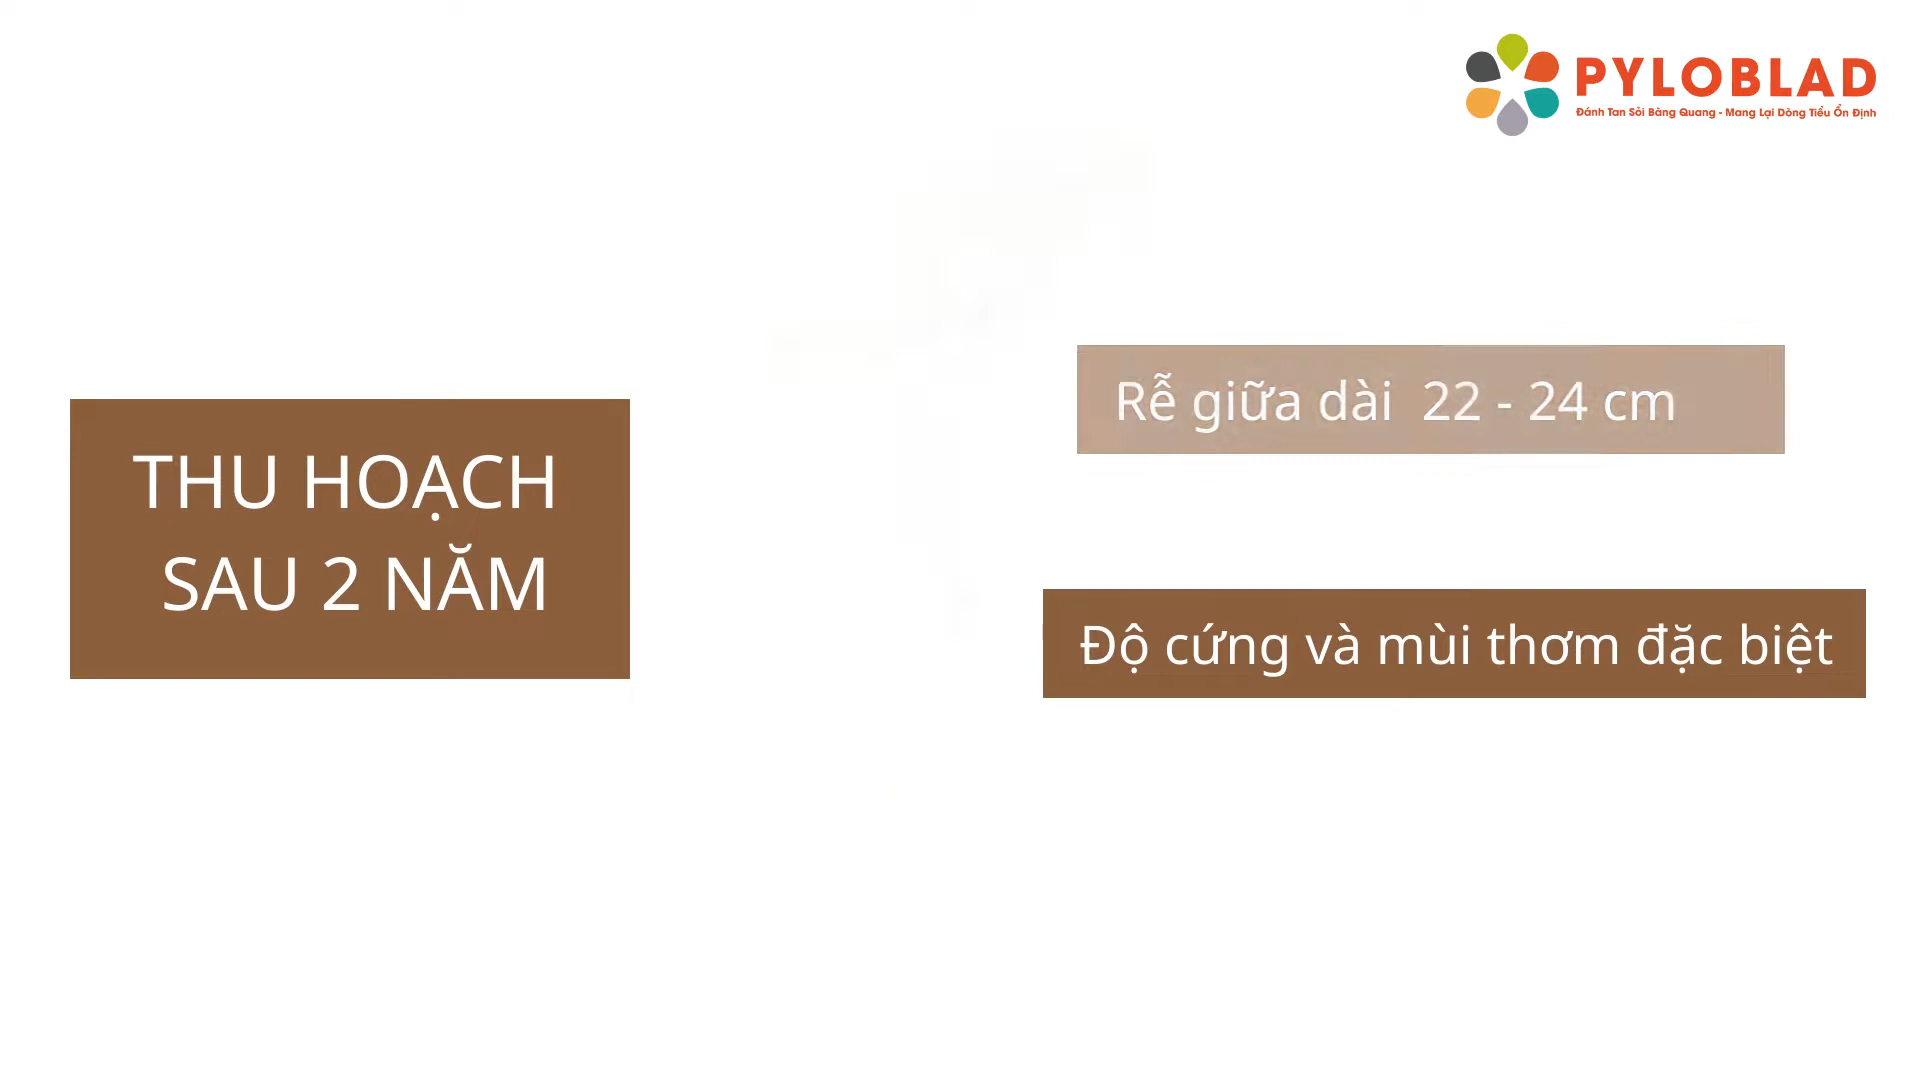 PYLOBLAD
Đánh Tan Sỏi Bàng Quang - Mang Lại Dòng Tiểu Ổn Định
THU HOẠCH
SAU 2 NĂM
Rễ giữa dài 22 - 24 cm
Độ cứng và mùi thơm đặc biệt